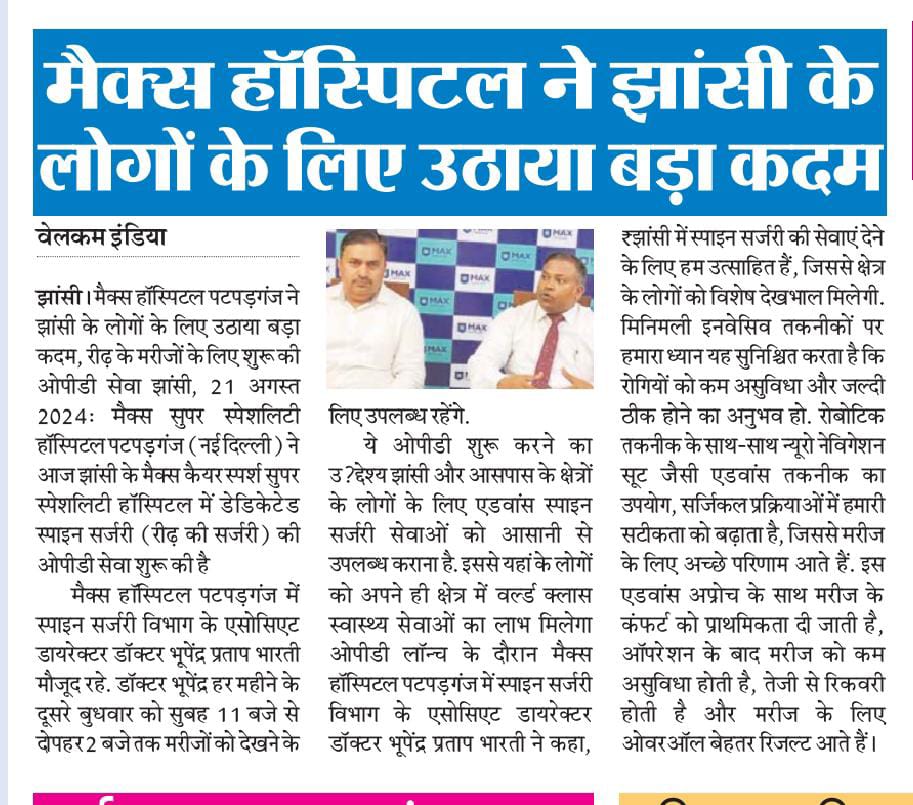 मैक्स हॉस्पिटल ने झांसी के
लोगों के लिए उठाया बड़ा कदम
वेलकम इंडिया
झांसी। मैक्स हॉस्पिटल पटपड़गंज ने
झांसी के लोगों के लिए उठाया बड़ा
कदम, रीढ़ के मरीजों के लिए शुरू की
ओपीडी सेवा झांसी, 21 अगस्त
2024ः मैक्स सुपर स्पेशलिटी
हॉस्पिटल पटपड़गंज (नई दिल्ली) ने
आज झांसी के मैक्स कैयर स्पर्श सुपर
स्पेशलिटी हॉस्पिटल में डेडिकेटेड
स्पाइन सर्जरी (रीढ़ की सर्जरी) की
ओपीडी सेवा शुरू की है
मैक्स हॉस्पिटल पटपड़गंज में
स्पाइन सर्जरी विभाग के एसोसिएट
डायरेक्टर डॉक्टर भूपेंद्र प्रताप भारती
मौजूद रहे. डॉक्टर भूपेंद्र हर महीने के
दूसरे बुधवार को सुबह 11 बजे से
दोपहर 2 बजे तक मरीजों को देखने के
MAX
MAX
MAX
MAX
MAX
लिए उपलब्ध रहेंगे.
ये ओपीडी शुरू करने का
उ?देश्य झांसी और आसपास के क्षेत्रों
के लोगों के लिए एडवांस स्पाइन
सर्जरी सेवाओं को आसानी से
उपलब्ध कराना है. इससे यहां के लोगों
को अपने ही क्षेत्र में वर्ल्ड क्लास
स्वास्थ्य सेवाओं का लाभ मिलेगा
ओपीडी लॉन्च के दौरान मैक्स
हॉस्पिटल पटपड़गंज में स्पाइन सर्जरी
विभाग के एसोसिएट डायरेक्टर
डॉक्टर भूपेंद्र प्रताप भारती ने कहा,
₹झांसी में स्पाइन सर्जरी की सेवाएं देने
के लिए हम उत्साहित हैं, जिससे क्षेत्र
के लोगों को विशेष देखभाल मिलेगी.
मिनिमली इनवेसिव तकनीकों पर
हमारा ध्यान यह सुनिश्चित करता है कि
रोगियों को कम असुविधा और जल्दी
ठीक होने का अनुभव हो. रोबोटिक
तकनीक के साथ-साथ न्यूरो नेविगेशन
सूट जैसी एडवांस तकनीक का
उपयोग, सर्जिकल प्रक्रियाओं में हमारी
सटीकता को बढ़ाता है, जिससे मरीज
के लिए अच्छे परिणाम आते हैं. इस
एडवांस अप्रोच के साथ मरीज के
कंफर्ट को प्राथमिकता दी जाती है,
ऑपरेशन के बाद मरीज को कम
असुविधा होती है, तेजी से रिकवरी
होती है और मरीज के लिए
ओवरऑल बेहतर रिजल्ट आते हैं।